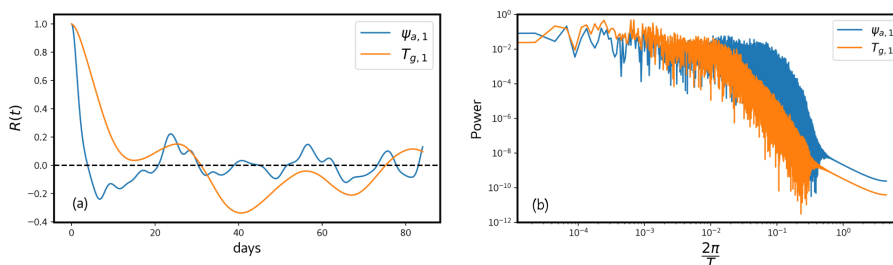 1.0
0.8
0.6
0.4
0.2
0.0
−0.2
−0.4
R(t)
0 20 40 60 80
days
(a)
ψa,1
Tg,1
10^0
10^−2
10^−4
10^−6
10^−8
10^−10
10^−12
Power
10^−4 10^−3 10^−2 10^−1 10^0
2π
T
(b)
ψa,1
Tg,1